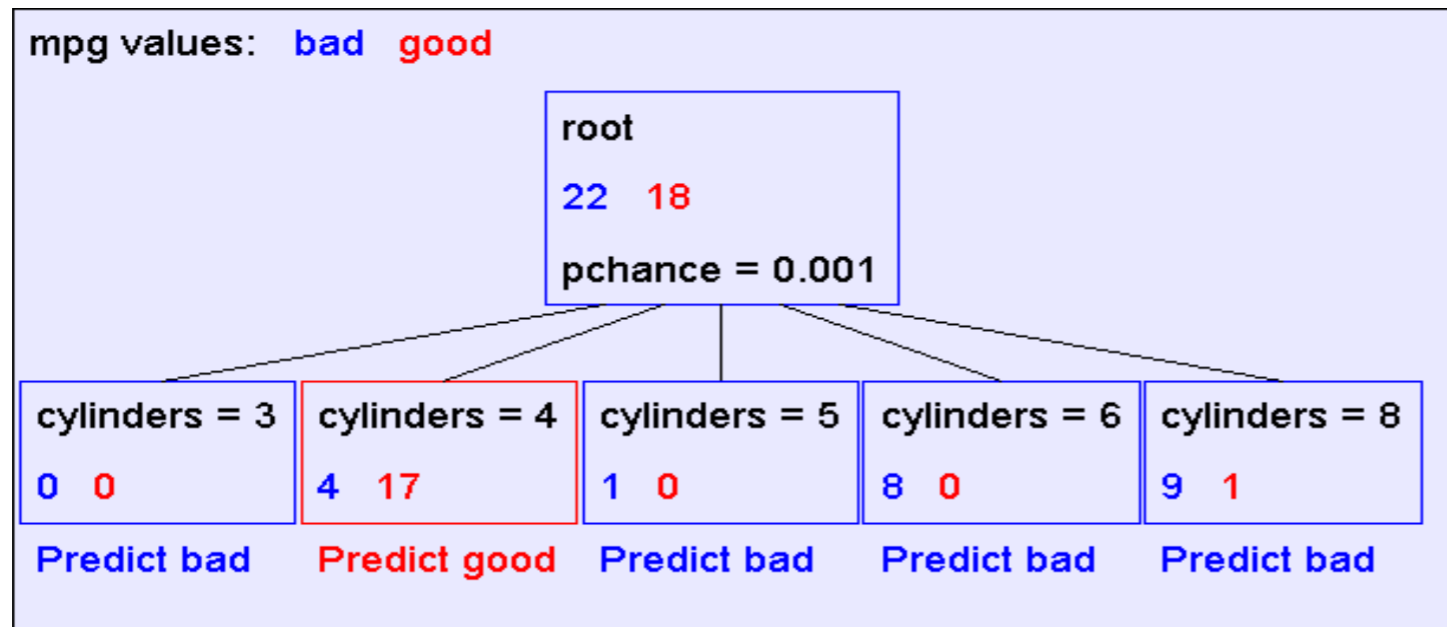 mpg values: bad good
root
22 18
pchance = 0.001
cylinders = 3 cylinders = 4 cylinders = 5 cylinders = 6 cylinders = 8
0 0 4 17 1 0 8 0 9 1
Predict bad Predict good Predict bad Predict bad Predict bad